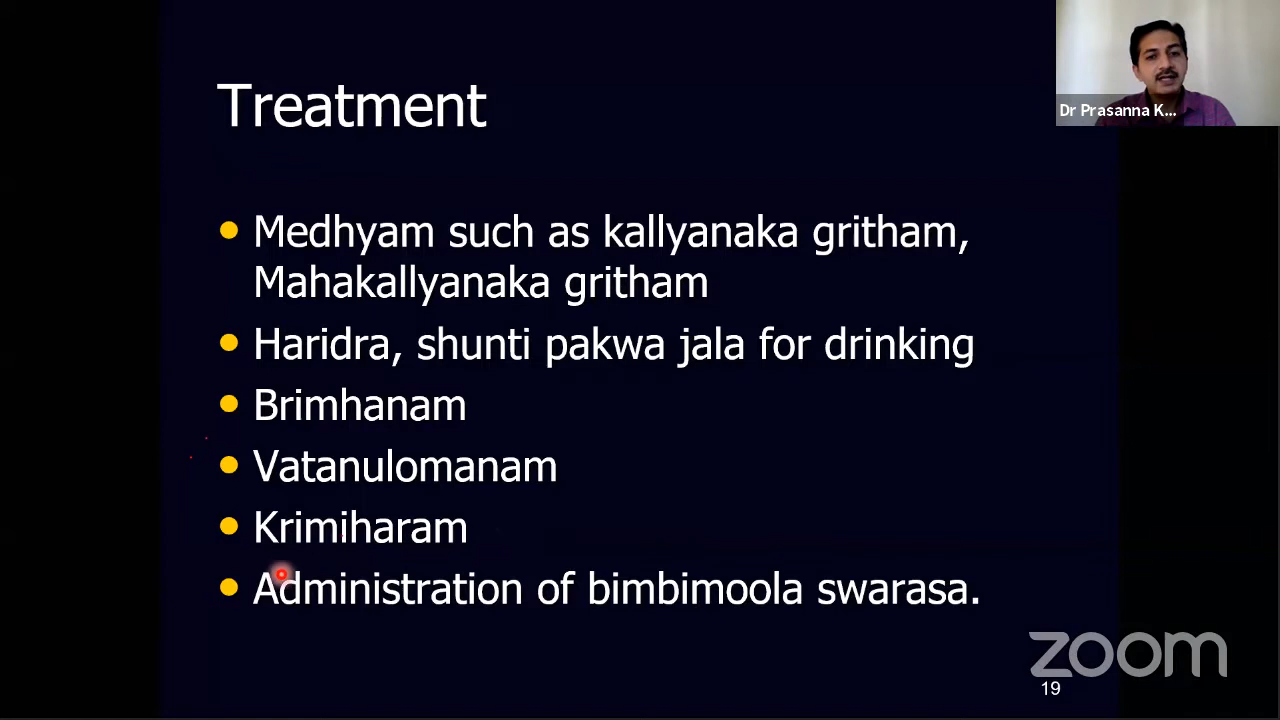 Treatment
Dr Prasanna K...
Medhyam such as kallyanaka gritham,
Mahakallyanaka gritham
Haridra, shunti pakwa jala for drinking
Brimhanam
Vatanulomanam
Krimiharam
Administration of bimbimoola swarasa.
zoom
19